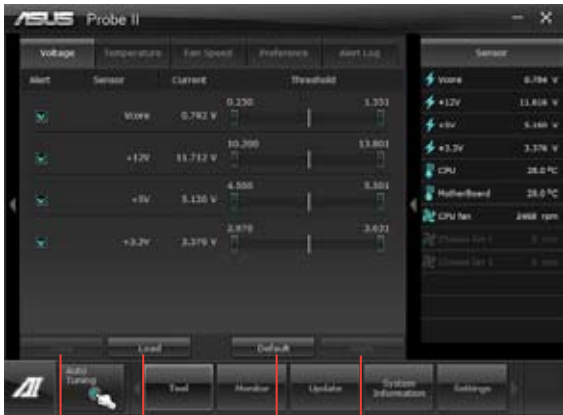 ASUS Probe II
Voltage Temperature Fan Speed Preference Alert Log
Alert Sensor Current Threshold
Vcore 0.792 V 0.230 1.331
+12V 11.712 V 10.200 13.801
+5V 5.130 V 4.500 5.501
+3.3V 3.376 V 2.970 3.631
Load Default
Sensor
Vcore 0.784 V
+12V 11.616 V
+5V 5.160 V
+3.3V 3.376 V
CPU 28.0 ºC
MotherBoard 28.0 ºC
CPU Fan 2468 rpm
Auto Tuning
Tool
Monitor
Update
System Information
Settings